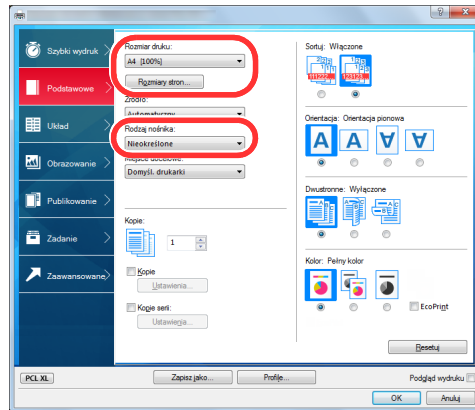 Szybki wydruk
Podstawowe
Układ
Obrazowanie
Publikowanie
Zadanie
Zaawansowane
Rozmiar druku:
A4 [100%]
Rozmiary stron...
Źródło:
Automatyczny
Rodzaj nośnika:
Nieokreślone
Miejsce docelowe:
Domyśl. drukarki
Kopie:
1
Kopie
Ustawienia...
Kopie serii:
Ustawienia...
Sortuj: Włączone
111222
123123
Orientacja: Orientacja pionowa
A A A A
Dwustronne: Wyłączone
Kolor: Pełny kolor
EcoPrint
Resetuj
PCL XL
Zapisz jako...
Profile...
Podgląd wydruku
OK
Anuluj